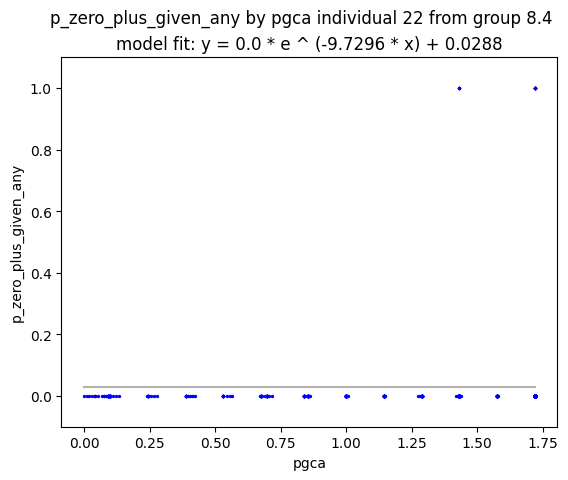 p_zero_plus_given_any by pgca individual 22 from group 8.4
model fit: y = 0.0 * e ^ (-9.7296 * x) + 0.0288
p_zero_plus_given_any
1.0
0.8
0.6
0.4
0.2
0.0
0.00 0.25 0.50 0.75 1.00 1.25 1.50 1.75
pgca